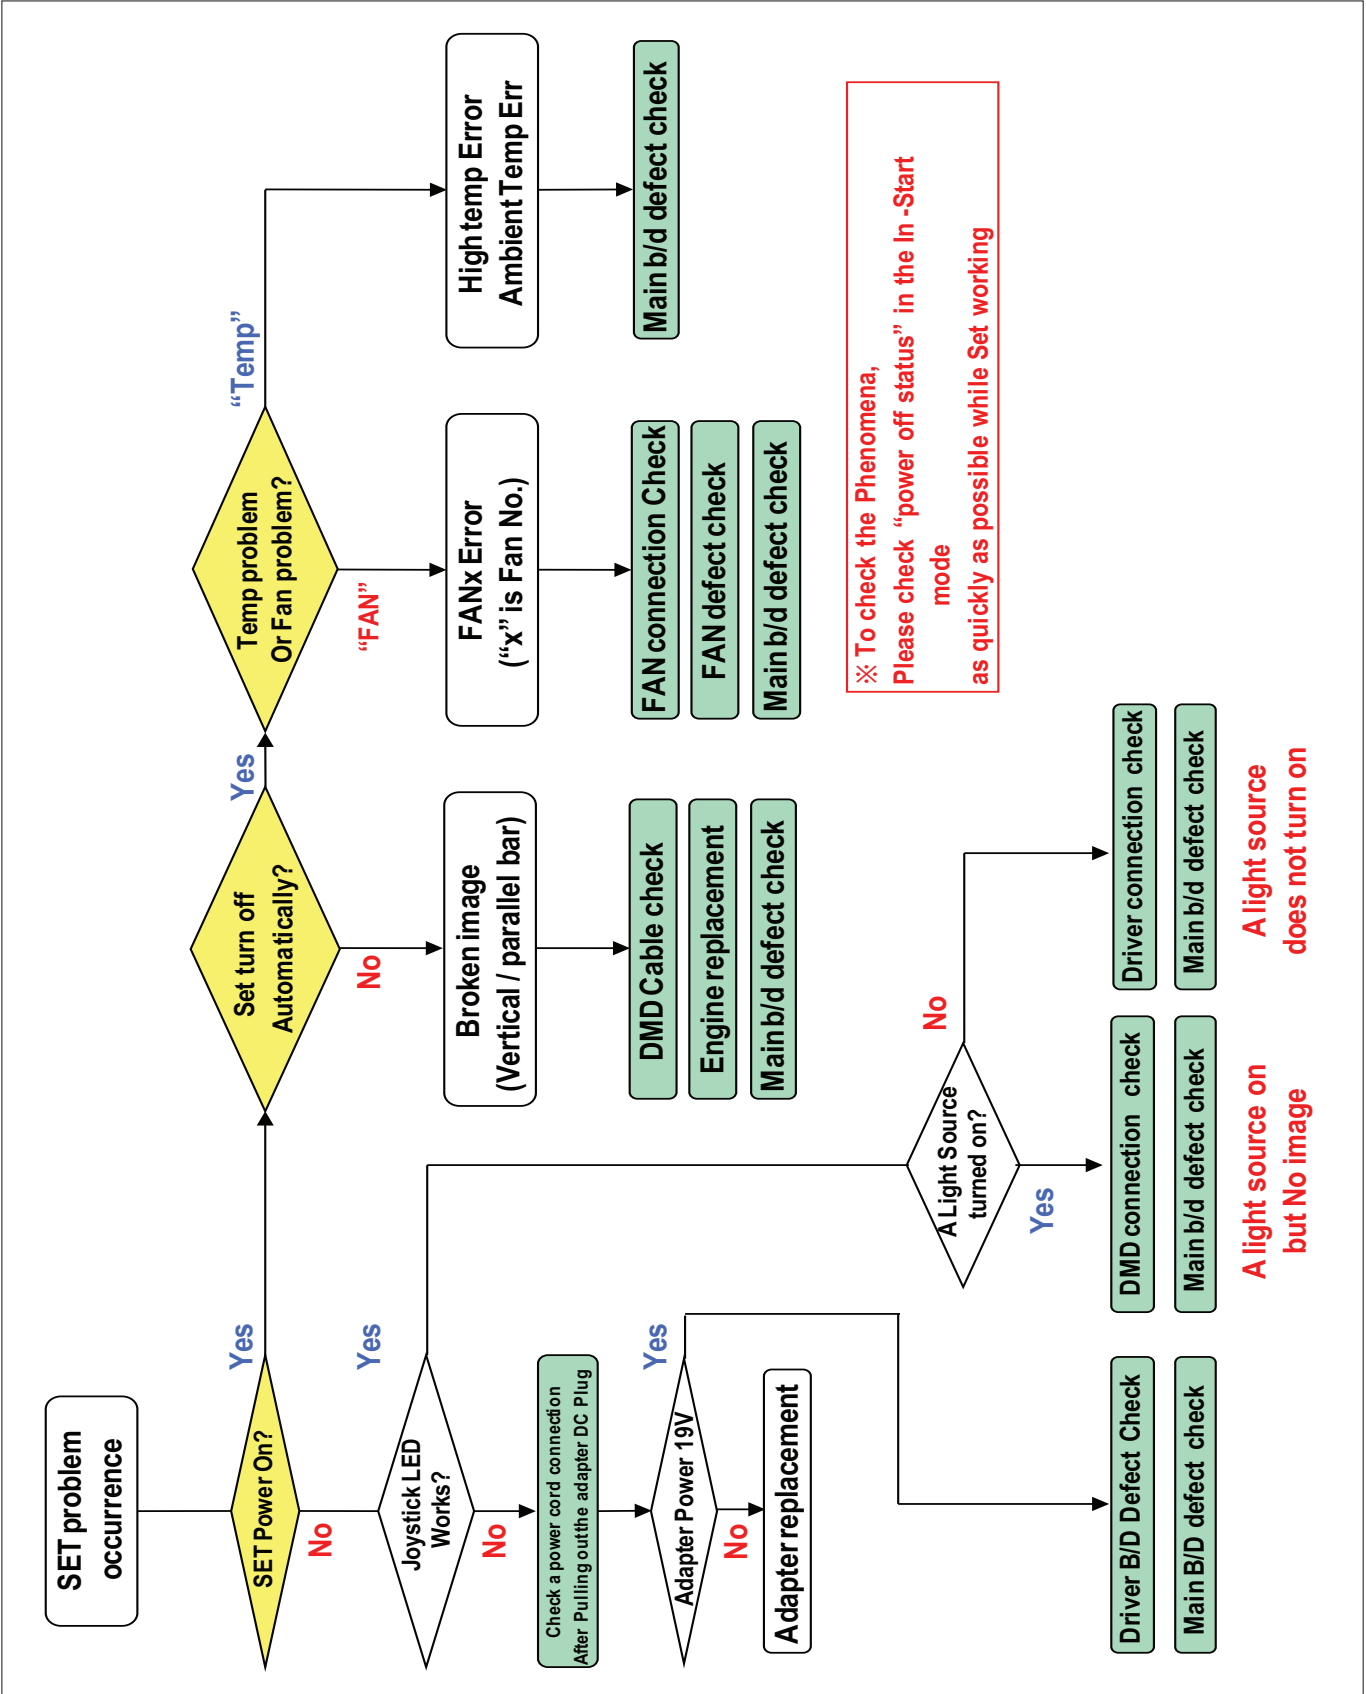 SET problem
occurrence
SET Power On?
Yes
No
Set turn off
Automatically?
Yes
No
Temp problem
Or Fan problem?
“Temp”
“FAN”
High temp Error
Ambient Temp Err
Main b/d defect check
FANx Error
(“x” is Fan No.)
FAN connection Check
FAN defect check
Main b/d defect check
Broken image
(Vertical / parallel bar)
DMD Cable check
Engine replacement
Main b/d defect check
Joystick LED
Works?
Yes
No
Check a power cord connection
After Pulling out the adapter DC Plug
Adapter Power 19V
Yes
No
Adapter replacement
Driver B/D Defect Check
Main B/D defect check
A Light Source
turned on?
Yes
No
DMD connection check
Main b/d defect check
A light source on
but No image
Driver connection check
Main b/d defect check
A light source
does not turn on
※ To check the Phenomena,
Please check “power off status” in the In -Start
mode
as quickly as possible while Set working